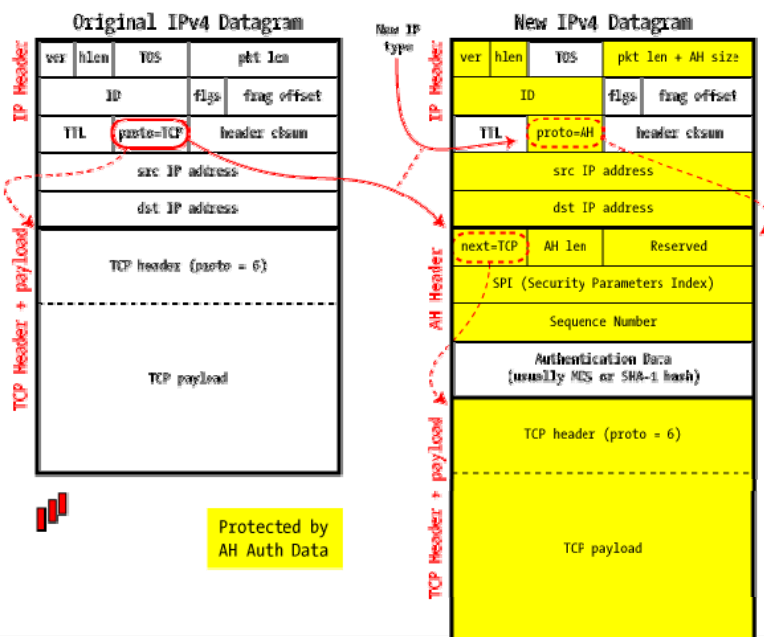 Original IPv4 Datagram
IP Header
ver hlen TOS pkt len
ID flgs frag offset
TTL proto=TCP header cksum
src IP address
dst IP address
TCP Header + payload
TCP header (proto = 6)
TCP payload
Protected by
AH Auth Data
New IP
type
New IPv4 Datagram
IP Header
ver hlen TOS pkt len + AH size
ID flgs frag offset
TTL proto=AH header cksum
src IP address
dst IP address
AH Header
next=TCP AH len Reserved
SPI (Security Parameters Index)
Sequence Number
Authentication Data
(usually MD5 or SHA-1 hash)
TCP Header + payload
TCP header (proto = 6)
TCP payload